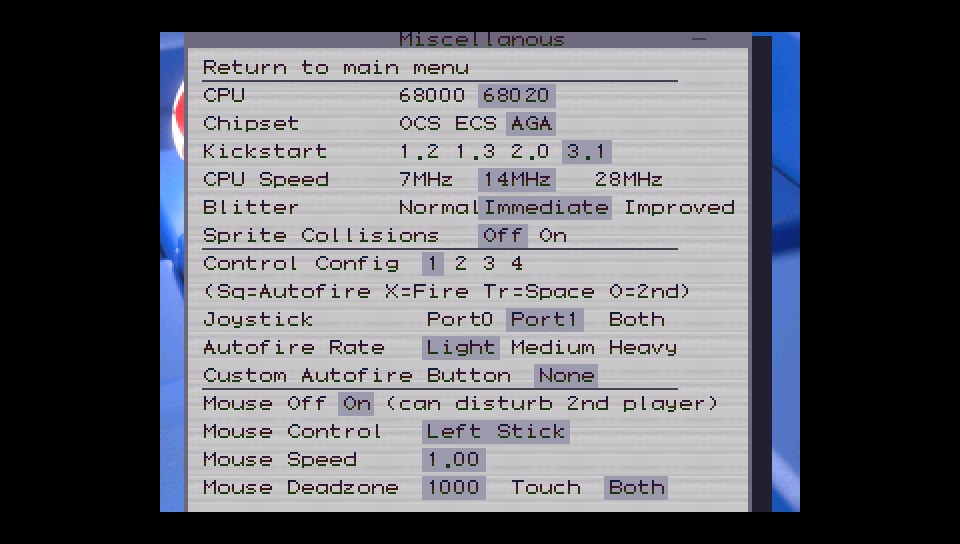 Miscellanous
Return to main menu
CPU 68000 68020
Chipset OCS ECS AGA
Kickstart 1.2 1.3 2.0 3.1
CPU Speed 7MHz 14MHz 28MHz
Blitter Normal Immediate Improved
Sprite Collisions Off On
Control Config 1 2 3 4
(Sq=Autofire X=Fire Tr=Space O=2nd)
Joystick Port0 Port1 Both
Autofire Rate Light Medium Heavy
Custom Autofire Button None
Mouse Off On (can disturb 2nd player)
Mouse Control Left Stick
Mouse Speed 1.00
Mouse Deadzone 1000 Touch Both